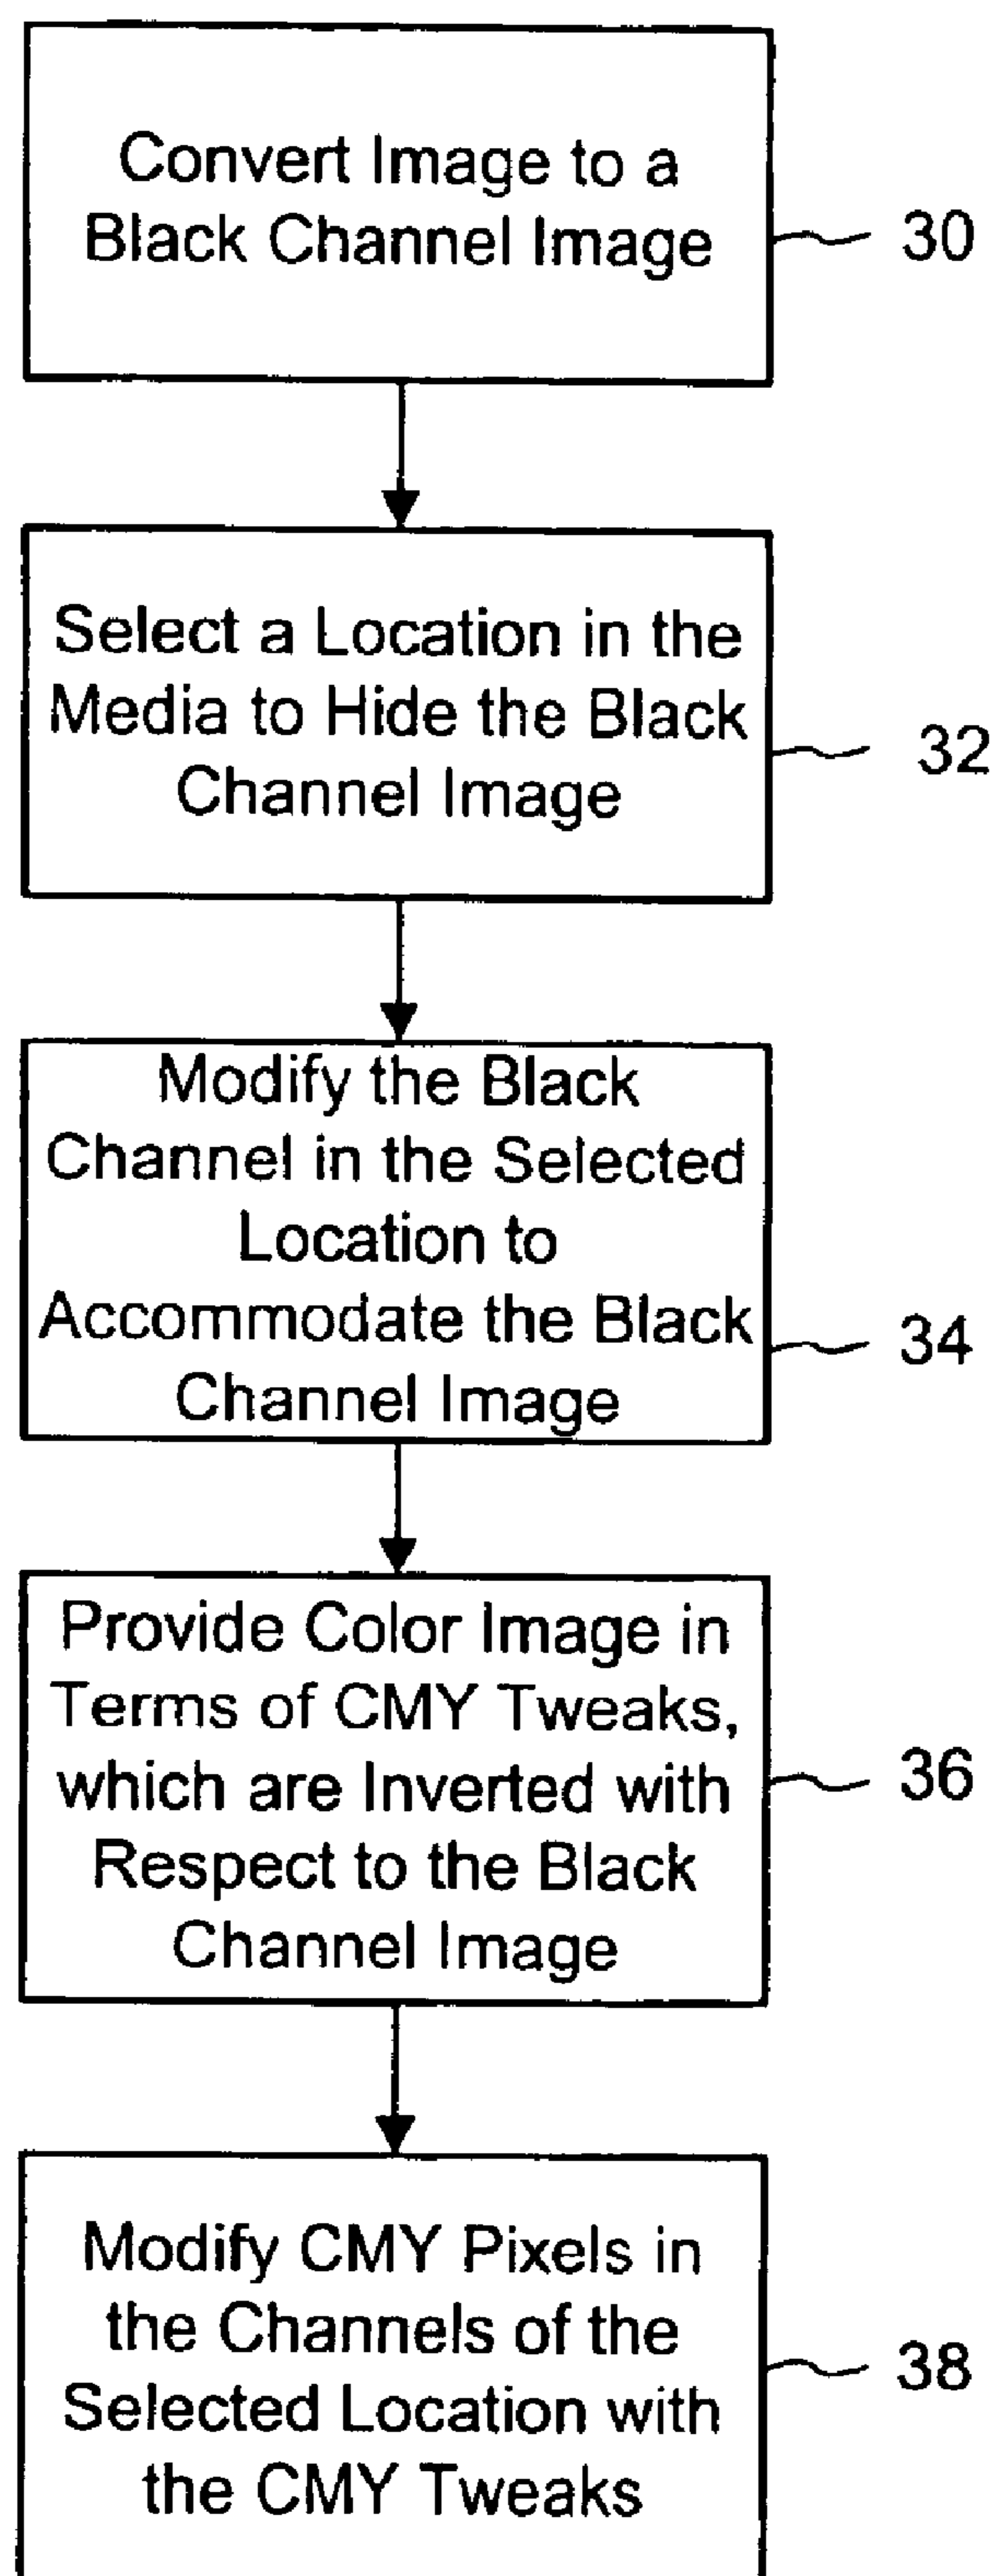 Convert Image to a
Black Channel Image
30
Select a Location in the
Media to Hide the Black
Channel Image
32
Modify the Black
Channel in the Selected
Location to
Accommodate the Black
Channel Image
34
Provide Color Image in
Terms of CMY Tweaks,
which are Inverted with
Respect to the Black
Channel Image
36
Modify CMY Pixels in
the Channels of the
Selected Location with
the CMY Tweaks
38